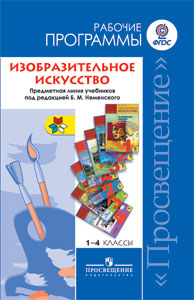 РАБОЧИЕ
ПРОГРАММЫ
ФГОС
ИЗОБРАЗИТЕЛЬНОЕ
ИСКУССТВО
Предметная линия учебников
под редакцией Б. М. Неменского
1–4 КЛАССЫ
ПРОСВЕЩЕНИЕ
ИЗДАТЕЛЬСТВО
«Просвещение»